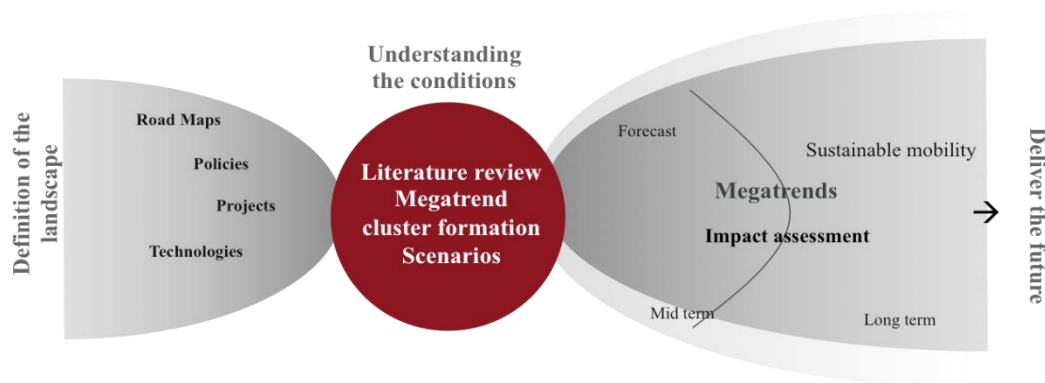 Definition of the
landscape
Road Maps
Policies
Projects
Technologies
Understanding
the conditions
Literature review
Megatrend
cluster formation
Scenarios
Forecast
Sustainable mobility
Megatrends
Impact assessment
Mid term
Long term
Deliver the future